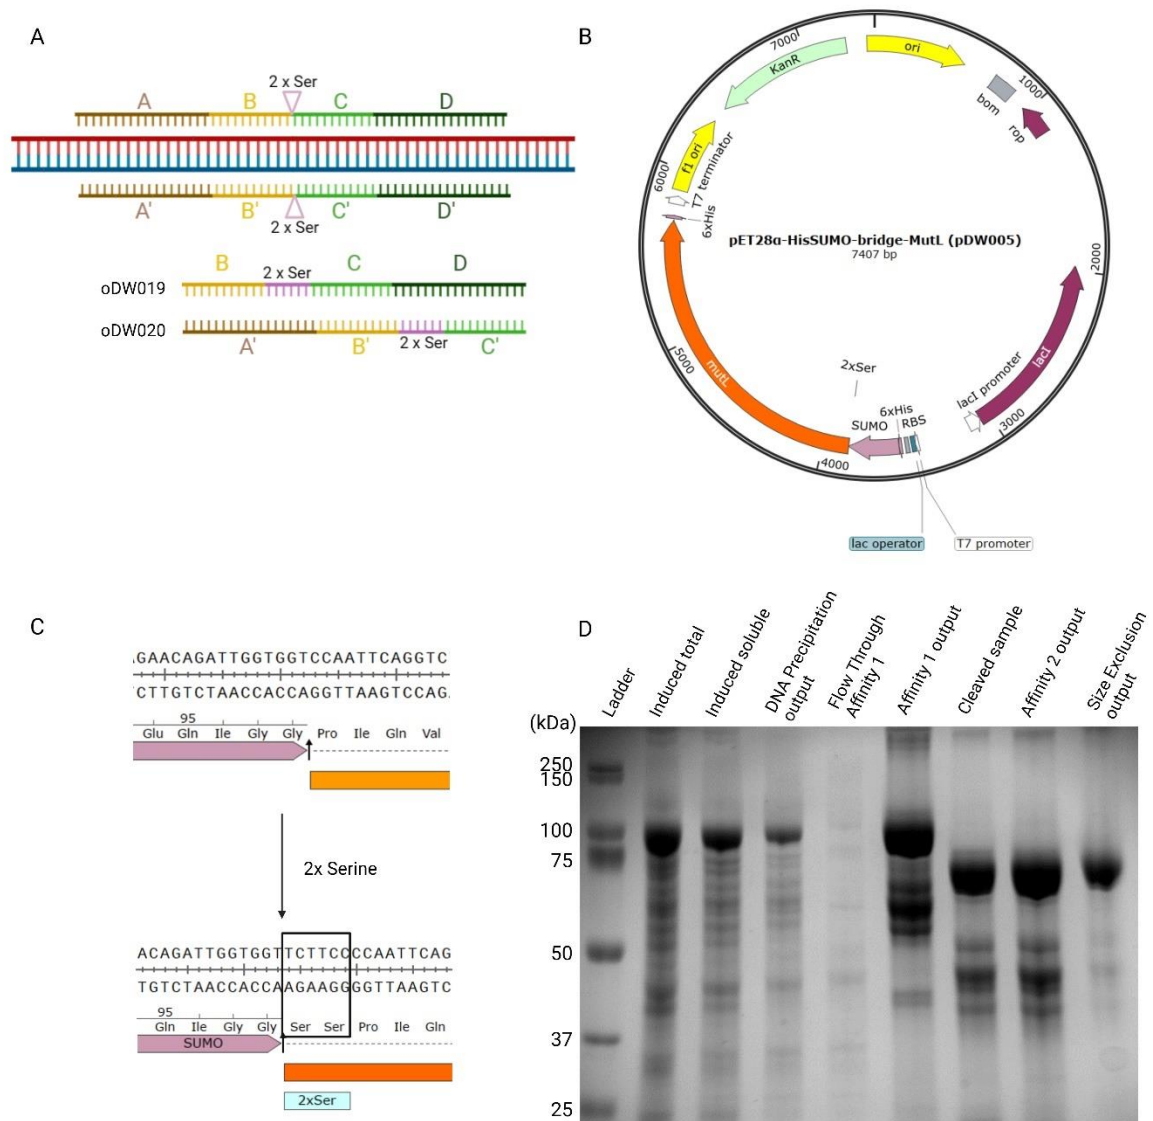 A
A B 2 x Ser C D
A' B' 2 x Ser C' D'
B 2 x Ser C D
oDW019
oDW020
A' B' 2 x Ser C'
B
ori
1000
bom
rop
2000
lacI
lacI promoter
3000
T7 promoter
lac operator
RBS
6xHis
SUMO
2xSer
4000
mutL
5000
6xHis
T7 terminator
6000
f1 ori
KanR
7000
pET28α-HisSUMO-bridge-MutL (pDW005)
7407 bp
C
GAACAGATTGGTGGTCCAATTCAGGTC
CTTGTCTAACCACCAGGTTAAGTCCAG
95
Glu Gln Ile Gly Gly Pro Ile Gln Val
2x Serine
ACAGATTGGTGGTTCTTCCCCAATTCAG
TGTCTAACCACCAAGAAGGGGTTAAGTC
95
Gln Ile Gly Gly Ser Ser Pro Ile Gln
SUMO
2xSer
D
Ladder
Induced total
Induced soluble
DNA Precipitation
output
Flow Through
Affinity 1
Affinity 1 output
Cleaved sample
Affinity 2 output
Size Exclusion
output
(kDa)
250
150
100
75
50
37
25